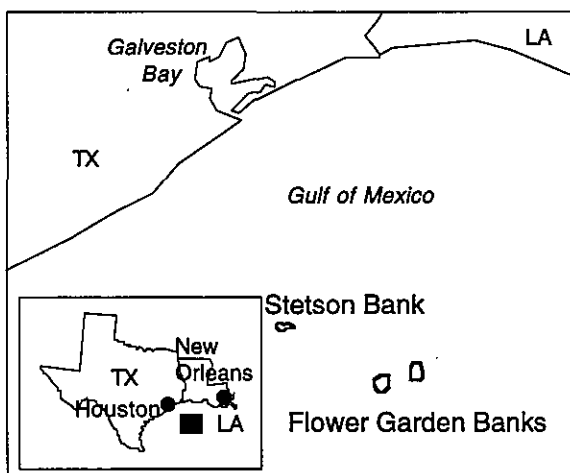 LA
Galveston
Bay
TX
Gulf of Mexico
Stetson Bank
New
Orleans
TX
Houston
LA
Flower Garden Banks